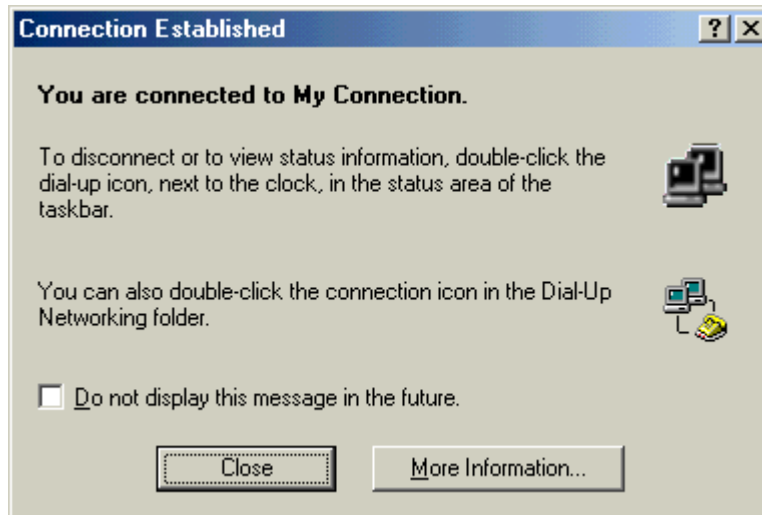 Connection Established
You are connected to My Connection.
To disconnect or to view status information, double-click the
dial-up icon, next to the clock, in the status area of the
taskbar.
You can also double-click the connection icon in the Dial-Up
Networking folder.
Do not display this message in the future.
Close More Information...